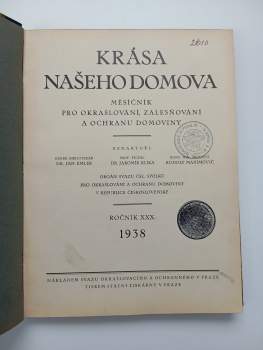 KRÁSA
NAŠEHO DOMOVA
MĚSÍČNÍK
PRO OKRAŠLOVÁNÍ, ZALESŇOVÁNÍ
A OCHRANU DOMOVINY
REDAKTOŘI
DR. JAN EMLER
DR. JAROMÍR KLIKA
RUDOLF MAXIMOVIČ
ORGÁN SVAZU ČSL. SPOLKŮ
PRO OKRAŠLOVÁNÍ A OCHRANU DOMOVINY
V REPUBLICE ČESKOSLOVENSKÉ
ROČNÍK XXX.
1938
NÁKLADEM SVAZU OKRAŠLOVACÍHO A OCHRANNÉHO V PRAZE
TISKEM STÁTNÍ TISKÁRNY V PRAZE